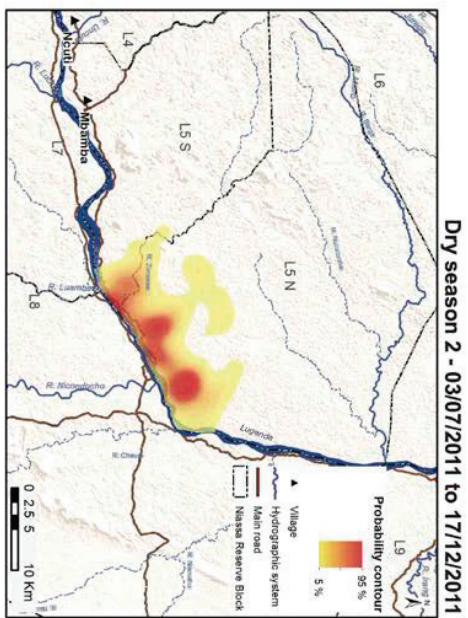 Dry season 2 - 03/07/2011 to 17/12/2011
L6
L9
L4
L5 S
L5 N
Ncuti
Mbamba
L7
L8
R. Luambeze
R. Nicondocho
R. Chiulezi
Lugenda
Probability contour
95 %
5 %
Village
Hydrographic system
Main road
Niassa Reserve Block
0 2.5 5 10 Km
N